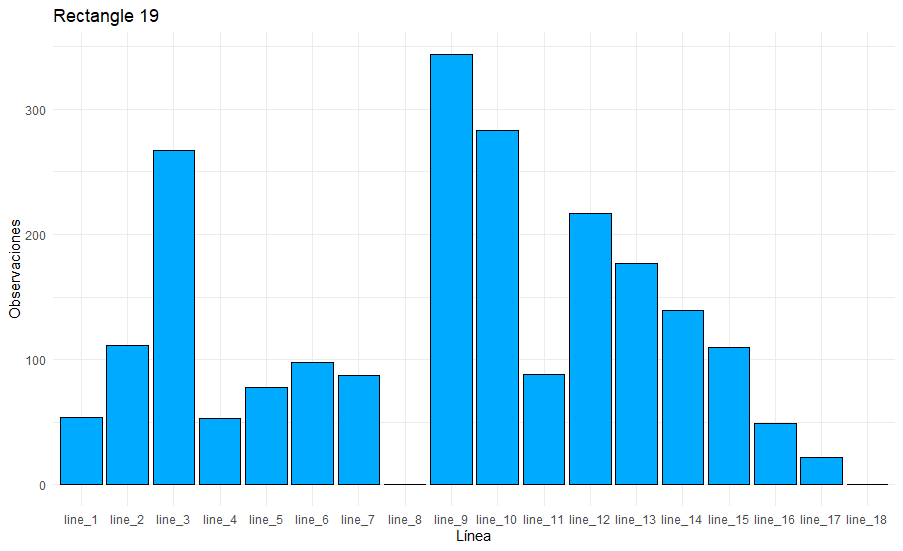 Rectangle 19
Observaciones
300
200
100
0
line_1 line_2 line_3 line_4 line_5 line_6 line_7 line_8 line_9 line_10 line_11 line_12 line_13 line_14 line_15 line_16 line_17 line_18
Línea